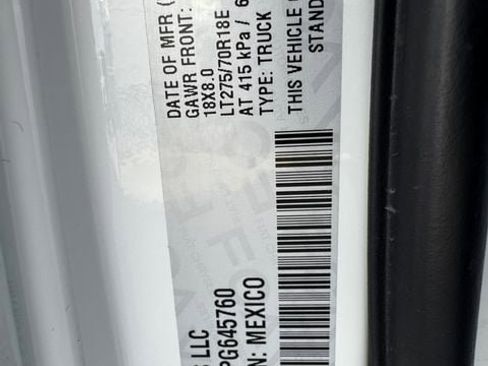 DATE OF MFR (
GAWR FRONT:
18X8.0
LT275/70R18E
AT 415 kPa / 6
TYPE: TRUCK
THIS VEHICLE
STAND
LLC
PG645760
N: MEXICO